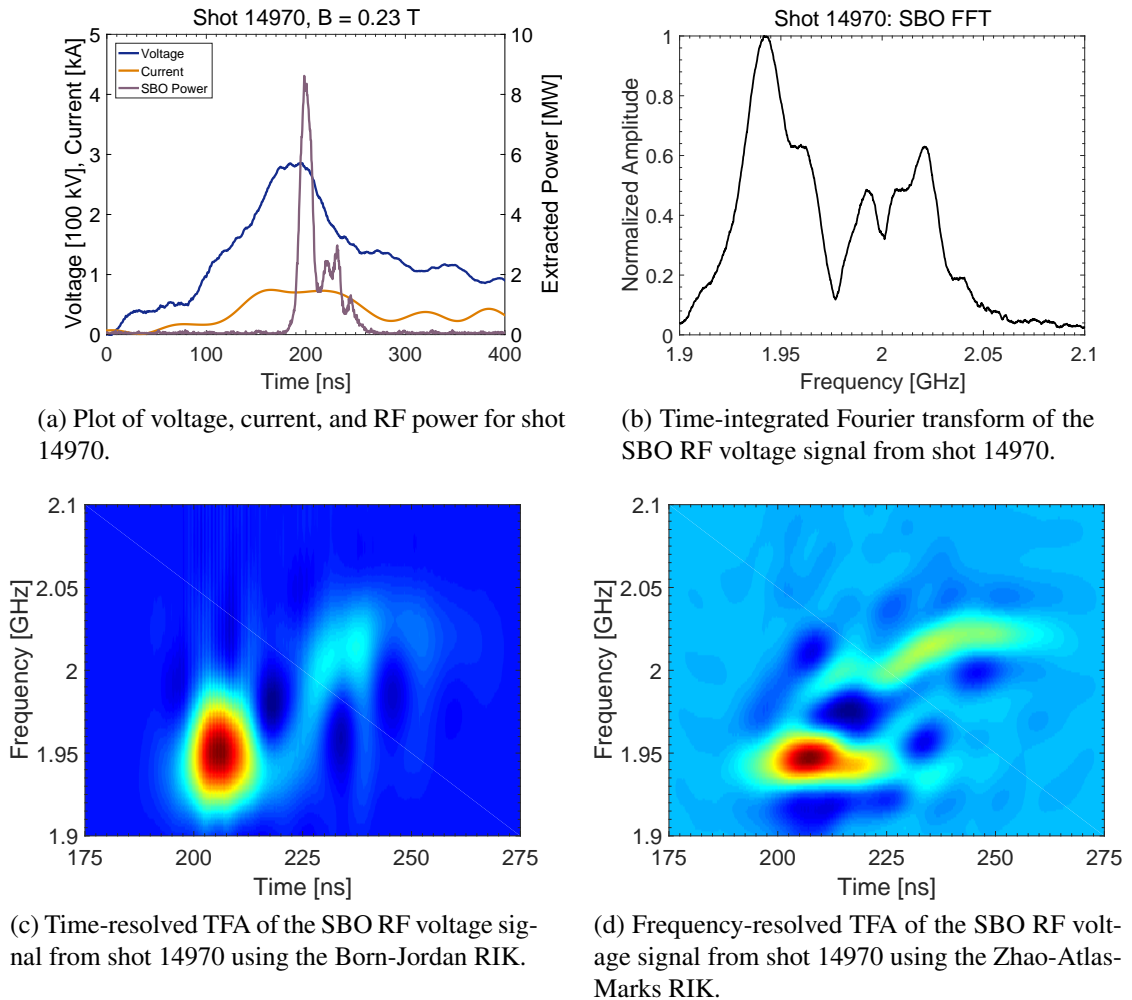 Shot 14970, B = 0.23 T
Voltage [100 kV], Current [kA]
5
4
3
2
1
0
Voltage
Current
SBO Power
10
8
6
4
2
0
Extracted Power [MW]
0 100 200 300 400
Time [ns]
(a) Plot of voltage, current, and RF power for shot
14970.
Shot 14970: SBO FFT
Normalized Amplitude
1
0.8
0.6
0.4
0.2
0
1.9 1.95 2 2.05 2.1
Frequency [GHz]
(b) Time-integrated Fourier transform of the
SBO RF voltage signal from shot 14970.
Frequency [GHz]
2.1
2.05
2
1.95
1.9
175 200 225 250 275
Time [ns]
(c) Time-resolved TFA of the SBO RF voltage sig-
nal from shot 14970 using the Born-Jordan RIK.
Frequency [GHz]
2.1
2.05
2
1.95
1.9
175 200 225 250 275
Time [ns]
(d) Frequency-resolved TFA of the SBO RF volt-
age signal from shot 14970 using the Zhao-Atlas-
Marks RIK.